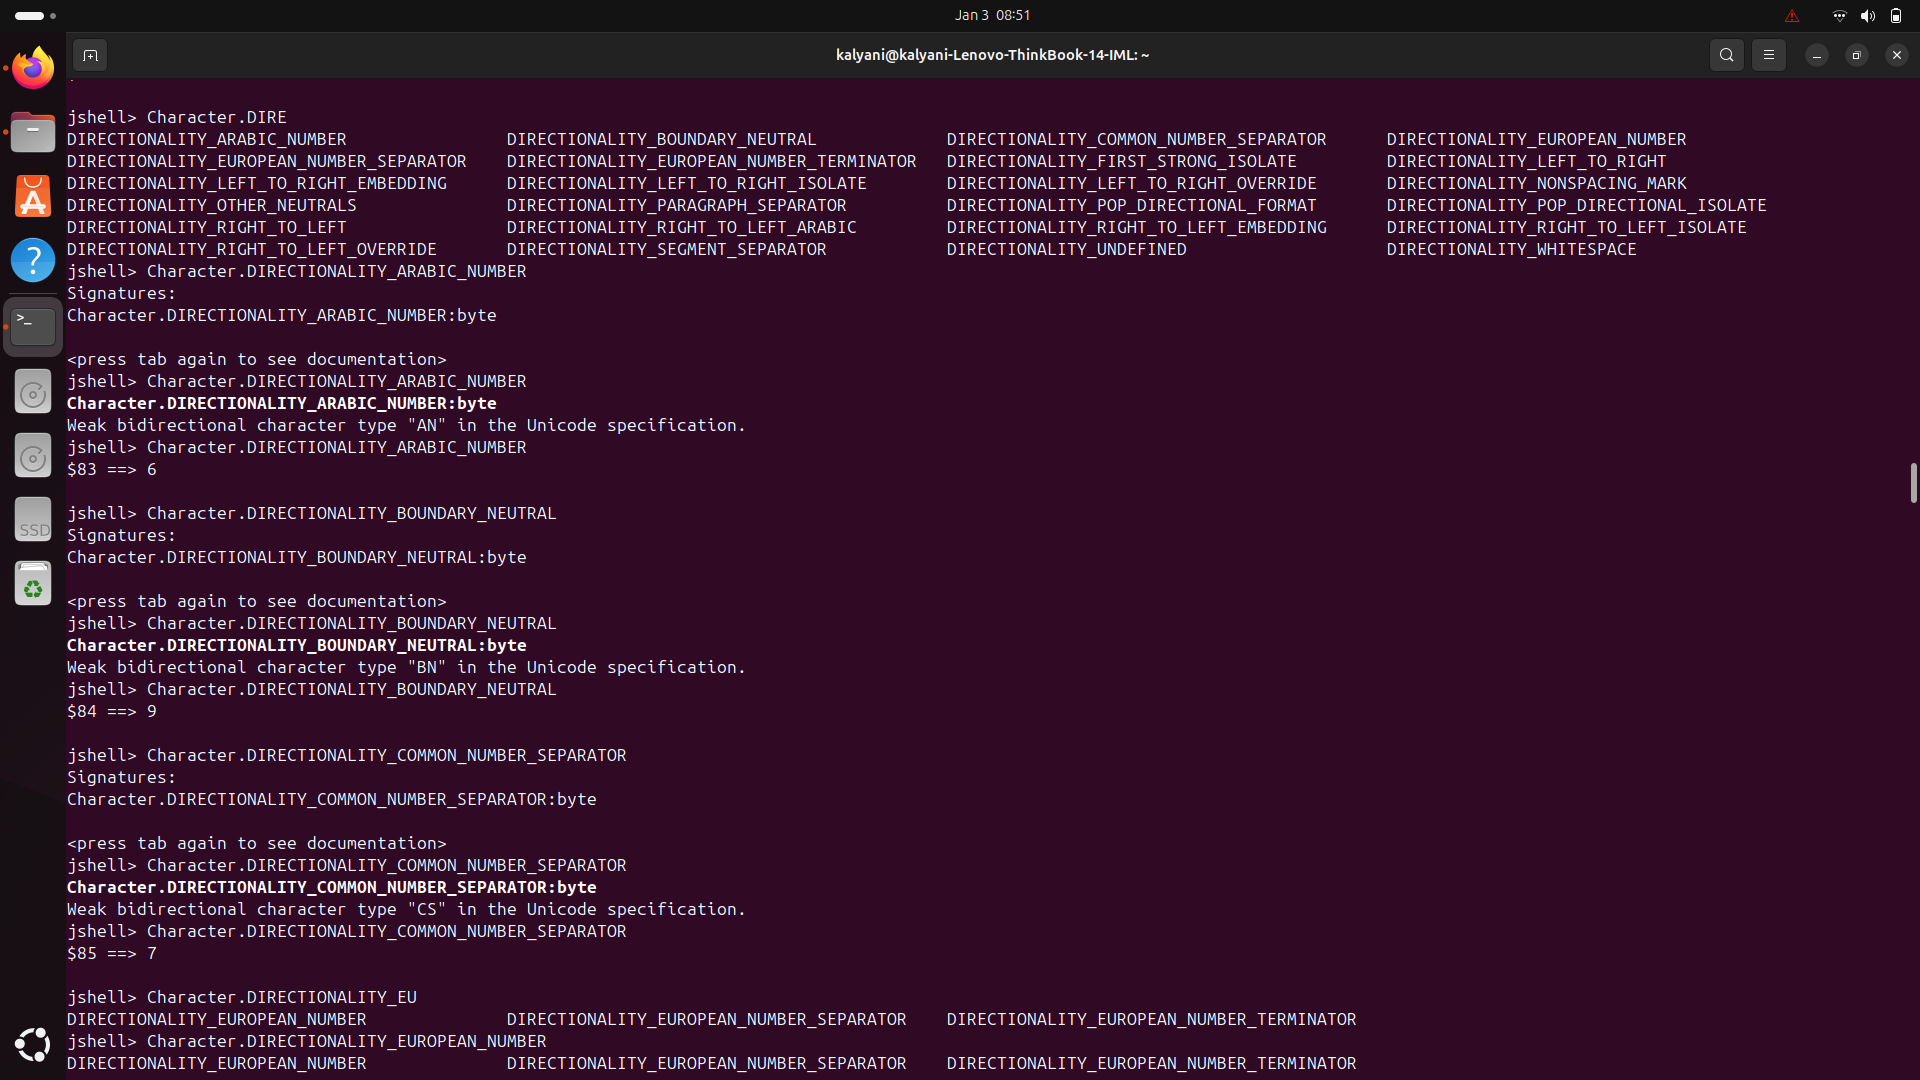 Jan 3 08:51
kalyani@kalyani-Lenovo-ThinkBook-14-IML: ~
jshell> Character.DIRE
DIRECTIONALITY_ARABIC_NUMBER DIRECTIONALITY_BOUNDARY_NEUTRAL DIRECTIONALITY_COMMON_NUMBER_SEPARATOR DIRECTIONALITY_EUROPEAN_NUMBER
DIRECTIONALITY_EUROPEAN_NUMBER_SEPARATOR DIRECTIONALITY_EUROPEAN_NUMBER_TERMINATOR DIRECTIONALITY_FIRST_STRONG_ISOLATE DIRECTIONALITY_LEFT_TO_RIGHT
DIRECTIONALITY_LEFT_TO_RIGHT_EMBEDDING DIRECTIONALITY_LEFT_TO_RIGHT_ISOLATE DIRECTIONALITY_LEFT_TO_RIGHT_OVERRIDE DIRECTIONALITY_NONSPACING_MARK
DIRECTIONALITY_OTHER_NEUTRALS DIRECTIONALITY_PARAGRAPH_SEPARATOR DIRECTIONALITY_POP_DIRECTIONAL_FORMAT DIRECTIONALITY_POP_DIRECTIONAL_ISOLATE
DIRECTIONALITY_RIGHT_TO_LEFT DIRECTIONALITY_RIGHT_TO_LEFT_ARABIC DIRECTIONALITY_RIGHT_TO_LEFT_EMBEDDING DIRECTIONALITY_RIGHT_TO_LEFT_ISOLATE
DIRECTIONALITY_RIGHT_TO_LEFT_OVERRIDE DIRECTIONALITY_SEGMENT_SEPARATOR DIRECTIONALITY_UNDEFINED DIRECTIONALITY_WHITESPACE
jshell> Character.DIRECTIONALITY_ARABIC_NUMBER
Signatures:
Character.DIRECTIONALITY_ARABIC_NUMBER:byte
<press tab again to see documentation>
jshell> Character.DIRECTIONALITY_ARABIC_NUMBER
Character.DIRECTIONALITY_ARABIC_NUMBER:byte
Weak bidirectional character type "AN" in the Unicode specification.
jshell> Character.DIRECTIONALITY_ARABIC_NUMBER
$83 ==> 6
jshell> Character.DIRECTIONALITY_BOUNDARY_NEUTRAL
Signatures:
Character.DIRECTIONALITY_BOUNDARY_NEUTRAL:byte
<press tab again to see documentation>
jshell> Character.DIRECTIONALITY_BOUNDARY_NEUTRAL
Character.DIRECTIONALITY_BOUNDARY_NEUTRAL:byte
Weak bidirectional character type "BN" in the Unicode specification.
jshell> Character.DIRECTIONALITY_BOUNDARY_NEUTRAL
$84 ==> 9
jshell> Character.DIRECTIONALITY_COMMON_NUMBER_SEPARATOR
Signatures:
Character.DIRECTIONALITY_COMMON_NUMBER_SEPARATOR:byte
<press tab again to see documentation>
jshell> Character.DIRECTIONALITY_COMMON_NUMBER_SEPARATOR
Character.DIRECTIONALITY_COMMON_NUMBER_SEPARATOR:byte
Weak bidirectional character type "CS" in the Unicode specification.
jshell> Character.DIRECTIONALITY_COMMON_NUMBER_SEPARATOR
$85 ==> 7
jshell> Character.DIRECTIONALITY_EU
DIRECTIONALITY_EUROPEAN_NUMBER DIRECTIONALITY_EUROPEAN_NUMBER_SEPARATOR DIRECTIONALITY_EUROPEAN_NUMBER_TERMINATOR
jshell> Character.DIRECTIONALITY_EUROPEAN_NUMBER
DIRECTIONALITY_EUROPEAN_NUMBER DIRECTIONALITY_EUROPEAN_NUMBER_SEPARATOR DIRECTIONALITY_EUROPEAN_NUMBER_TERMINATOR
SSD